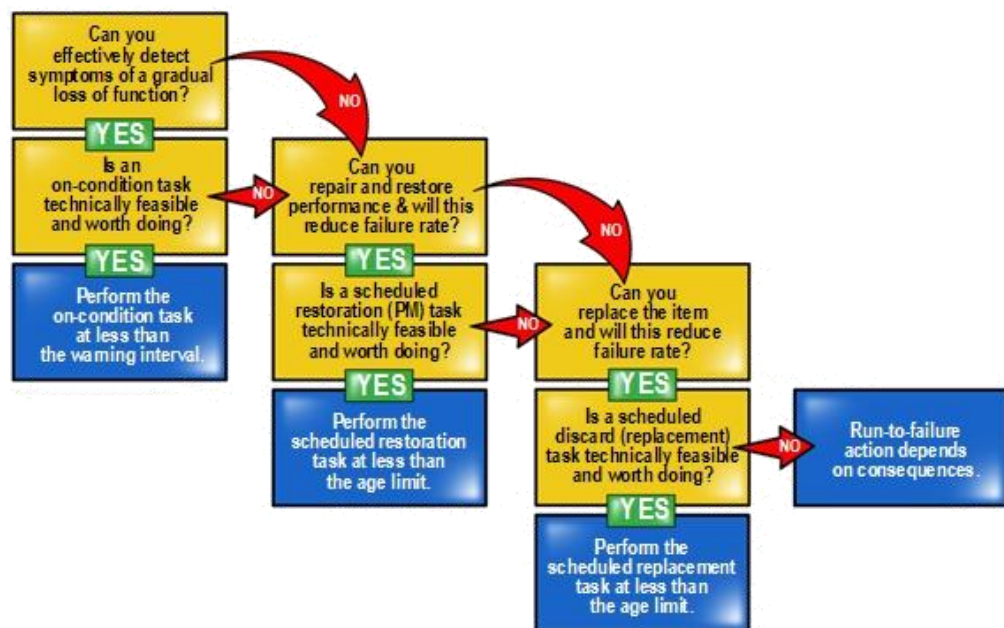 Can you
effectively detect
symptoms of a gradual
loss of function?
NO
YES
Is an
on-condition task
technically feasible
and worth doing?
NO
YES
Perform the
on-condition task
at less than
the warning interval.
Can you
repair and restore
performance & will this
reduce failure rate?
NO
YES
Is a scheduled
restoration (PM) task
technically feasible
and worth doing?
NO
YES
Perform the
scheduled restoration
task at less than
the age limit.
Can you
replace the item
and will this reduce
failure rate?
YES
Is a scheduled
discard (replacement)
task technically feasible
and worth doing?
NO
YES
Perform the
scheduled replacement
task at less than
the age limit.
Run-to-failure
action depends
on consequences.